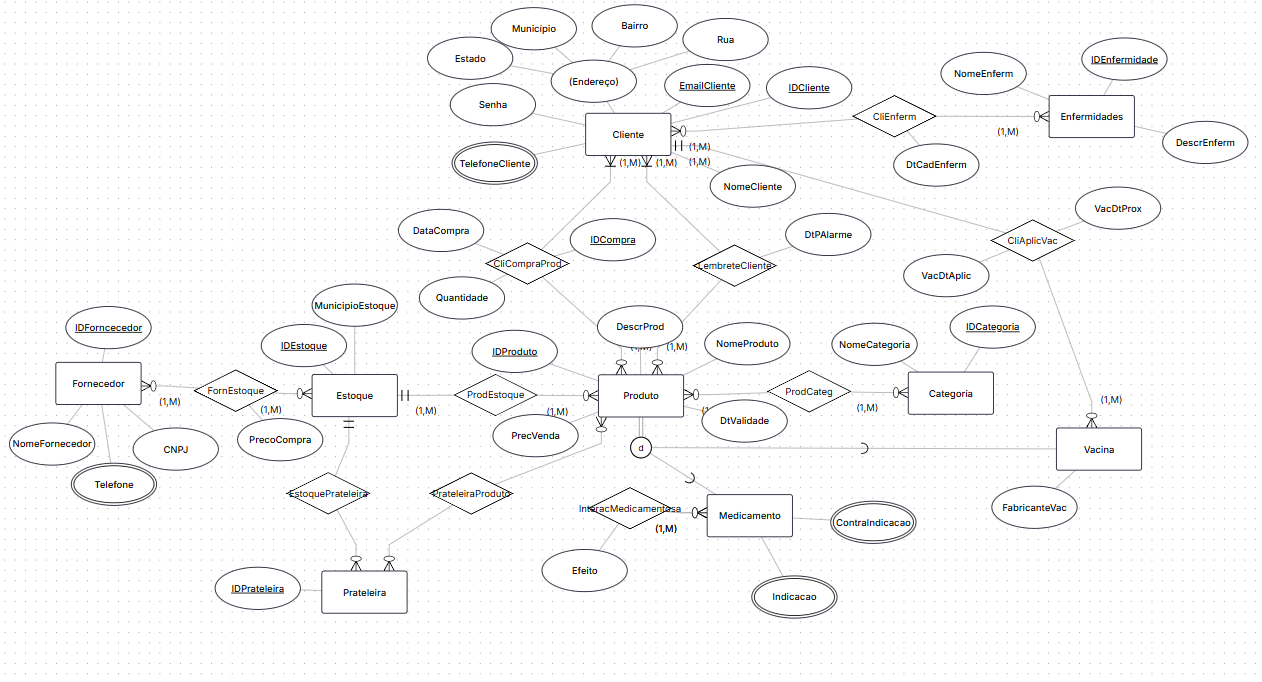 Município
Bairro
Rua
Estado
(Endereço)
EmailCliente
IDCliente
NomeEnferm
IDEnfermidade
Senha
Cliente
CliEnferm
Enfermidades
(1,M)
DescrEnferm
(1,M)
TelefoneCliente
(1,M)
(1,M)
(1,M)
DtCadEnferm
NomeCliente
VacDtProx
DataCompra
IDCompra
DtPAlarme
CliAplicVac
CliCompraProd
LembreteCliente
VacDtAplic
Quantidade
MunicipioEstoque
IDForncecedor
DescrProd
IDCategoria
IDEstoque
IDProduto
(1,M)
NomeProduto
NomeCategoria
Fornecedor
FornEstoque
Estoque
ProdEstoque
Produto
ProdCateg
Categoria
(1,M)
(1,M)
(1,M)
(1,M)
(1,M)
(1,M)
NomeFornecedor
CNPJ
PrecoCompra
PrecVenda
DtValidade
d
Vacina
Telefone
EstoquePrateleira
PrateleiraProduto
InteracMedicamentosa
(1,M)
Medicamento
ContraIndicacao
FabricanteVac
Efeito
IDPrateleira
Prateleira
Indicacao